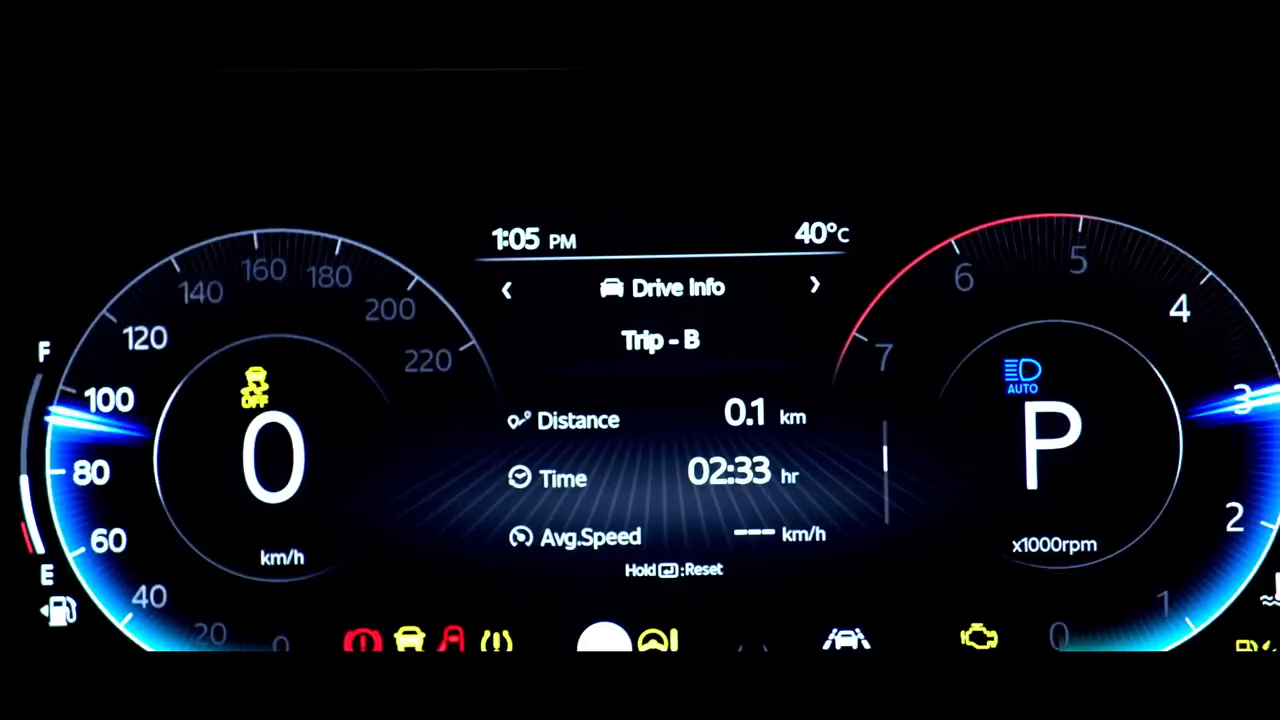 1:05 PM 40°C
Drive Info
Trip - B
Distance 0.1 km
Time 02:33 hr
Avg.Speed --- km/h
Hold :Reset
0 20 40 60 80 100 120 140 160 180 200 220
OFF
0
km/h
F
E
7 6 5 4 3 2 1 0
AUTO
P
x1000rpm